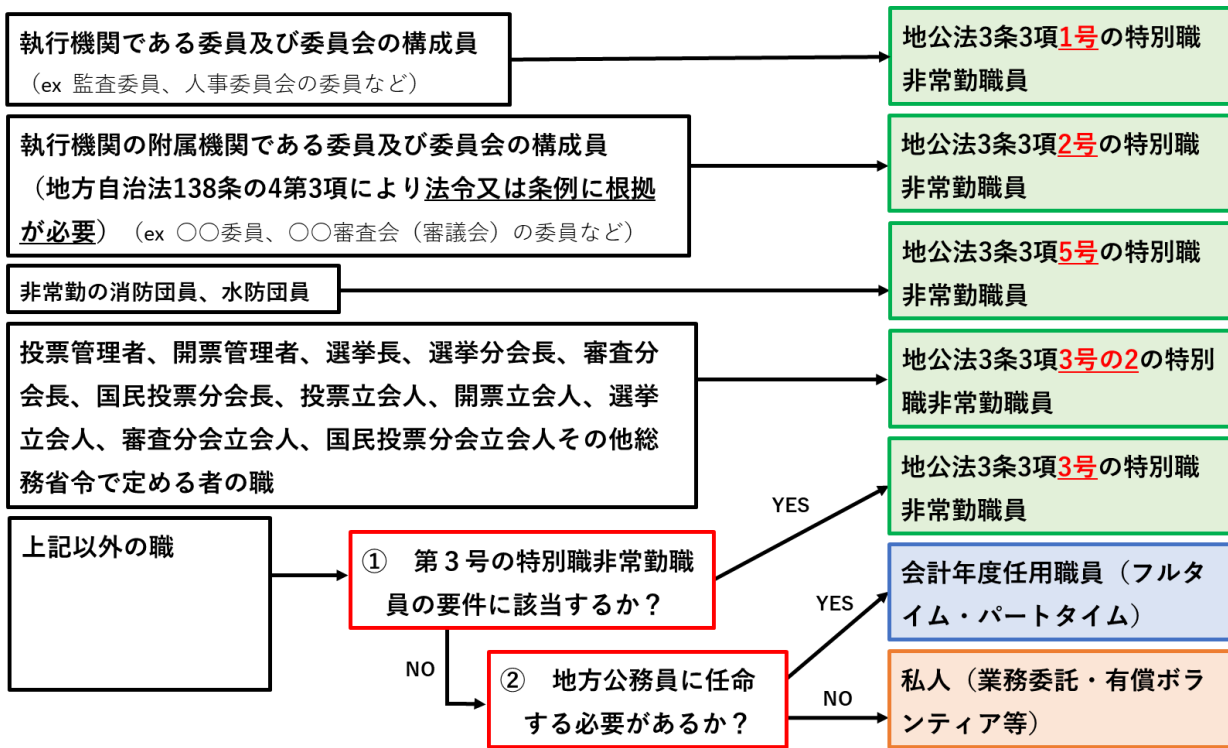 執行機関である委員及び委員会の構成員
（ex 監査委員、人事委員会の委員など）
地公法3条3項1号の特別職
非常勤職員
執行機関の附属機関である委員及び委員会の構成員
（地方自治法138条の4第3項により法令又は条例に根拠
が必要）（ex ○○委員、○○審査会（審議会）の委員など）
地公法3条3項2号の特別職
非常勤職員
非常勤の消防団員、水防団員
地公法3条3項5号の特別職
非常勤職員
投票管理者、開票管理者、選挙長、選挙分会長、審査分
会長、国民投票分会長、投票立会人、開票立会人、選挙
立会人、審査分会立会人、国民投票分会立会人その他総
務省令で定める者の職
地公法3条3項3号の2の特別
職非常勤職員
上記以外の職
①　第３号の特別職非常勤職
員の要件に該当するか？
YES
地公法3条3項3号の特別職
非常勤職員
NO
②　地方公務員に任命
する必要があるか？
YES
会計年度任用職員（フルタ
イム・パートタイム）
NO
私人（業務委託・有償ボラ
ンティア等）